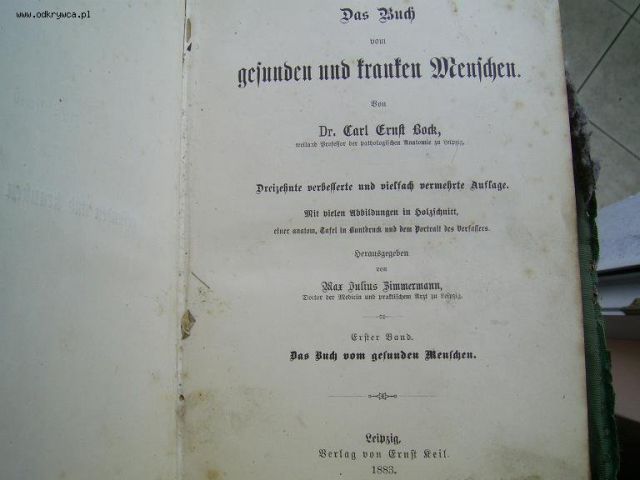 www.odkrywca.pl
Das Buch
vom
gesunden und kranken Menschen.
Von
Dr. Carl Ernst Bock,
weiland Professor der pathologischen Anatomie zu Leipzig.
Dreizehnte verbesserte und vielfach vermehrte Auflage.
Mit vielen Abbildungen in Holzschnitt,
einer anatom. Tafel in Buntdruck und dem Portrait des Verfassers.
Herausgegeben
von
Max Julius Zimmermann,
Doctor der Medicin und praktischem Arzt zu Leipzig.
Erster Band.
Das Buch vom gesunden Menschen.
Leipzig.
Verlag von Ernst Keil.
1883.